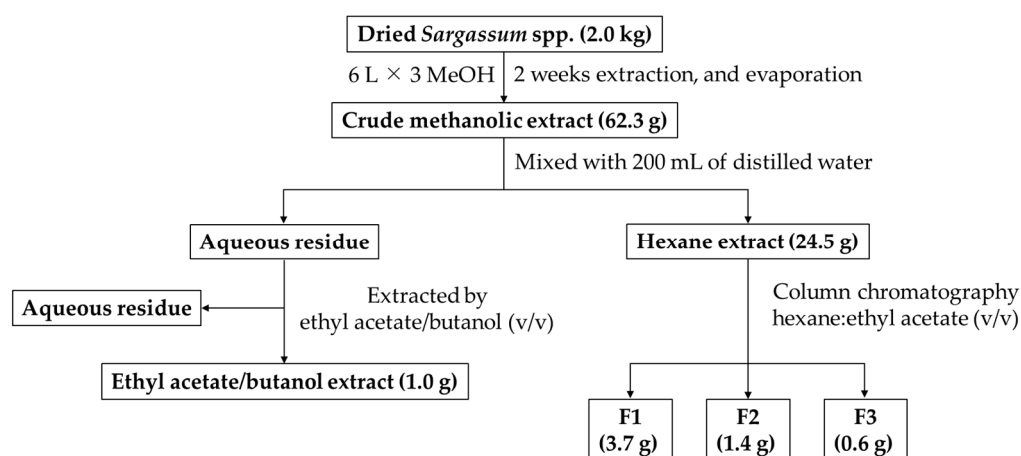 Dried Sargassum spp. (2.0 kg)
6 L × 3 MeOH
2 weeks extraction, and evaporation
Crude methanolic extract (62.3 g)
Mixed with 200 mL of distilled water
Aqueous residue
Hexane extract (24.5 g)
Aqueous residue
Extracted by
ethyl acetate/butanol (v/v)
Column chromatography
hexane:ethyl acetate (v/v)
Ethyl acetate/butanol extract (1.0 g)
F1
(3.7 g)
F2
(1.4 g)
F3
(0.6 g)